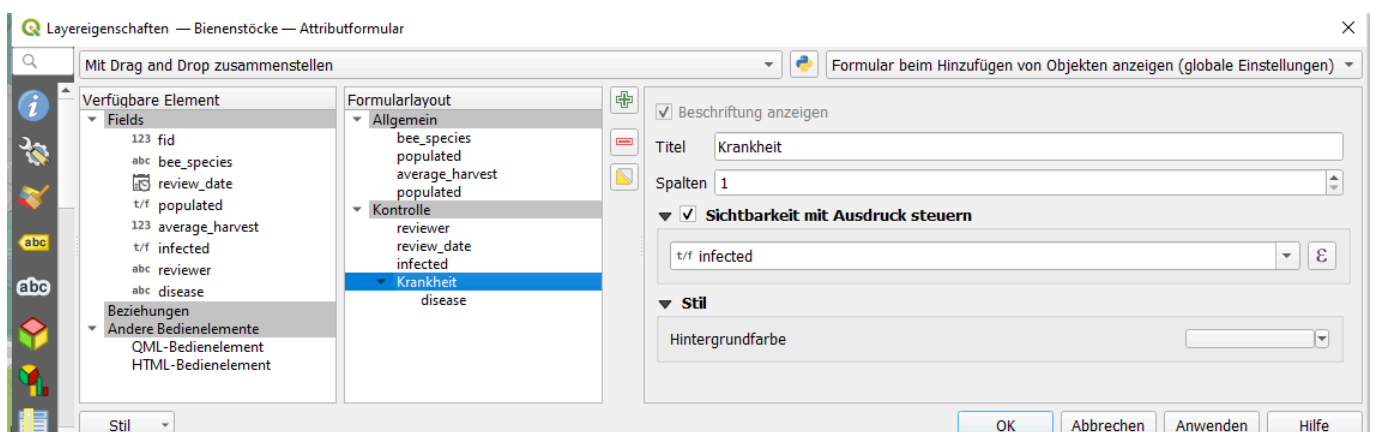 Layereigenschaften — Bienenstöcke — Attributformular
Mit Drag and Drop zusammenstellen
Formular beim Hinzufügen von Objekten anzeigen (globale Einstellungen)
Verfügbare Element
Fields
123 fid
abc bee_species
review_date
t/f populated
123 average_harvest
t/f infected
abc reviewer
abc disease
Beziehungen
Andere Bedienelemente
QML-Bedienelement
HTML-Bedienelement
Formularlayout
Allgemein
bee_species
populated
average_harvest
populated
Kontrolle
reviewer
review_date
infected
Krankheit
disease
Beschriftung anzeigen
Titel Krankheit
Spalten 1
Sichtbarkeit mit Ausdruck steuern
t/f infected ε
Stil
Hintergrundfarbe
abc
abc
Stil
OK Abbrechen Anwenden Hilfe